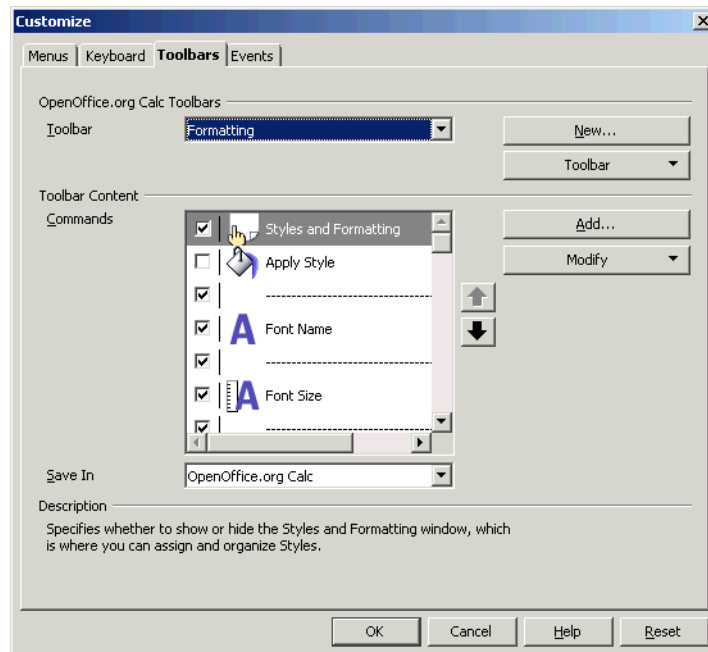 Customize
Menus Keyboard Toolbars Events
OpenOffice.org Calc Toolbars
Toolbar Formatting New...
Toolbar
Toolbar Content
Commands Styles and Formatting Add...
Apply Style Modify
Font Name
Font Size
Save In OpenOffice.org Calc
Description
Specifies whether to show or hide the Styles and Formatting window, which
is where you can assign and organize Styles.
OK Cancel Help Reset